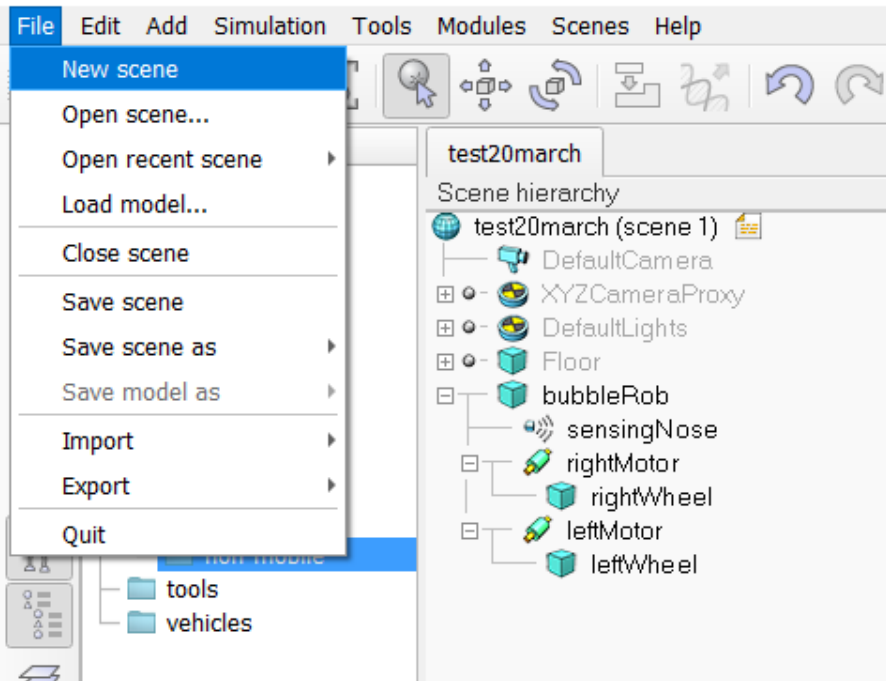 File Edit Add Simulation Tools Modules Scenes Help
New scene
Open scene...
Open recent scene
Load model...
Close scene
Save scene
Save scene as
Save model as
Import
Export
Quit
tools
vehicles
test20march
Scene hierarchy
test20march (scene 1)
DefaultCamera
XYZCameraProxy
DefaultLights
Floor
bubbleRob
sensingNose
rightMotor
rightWheel
leftMotor
leftWheel